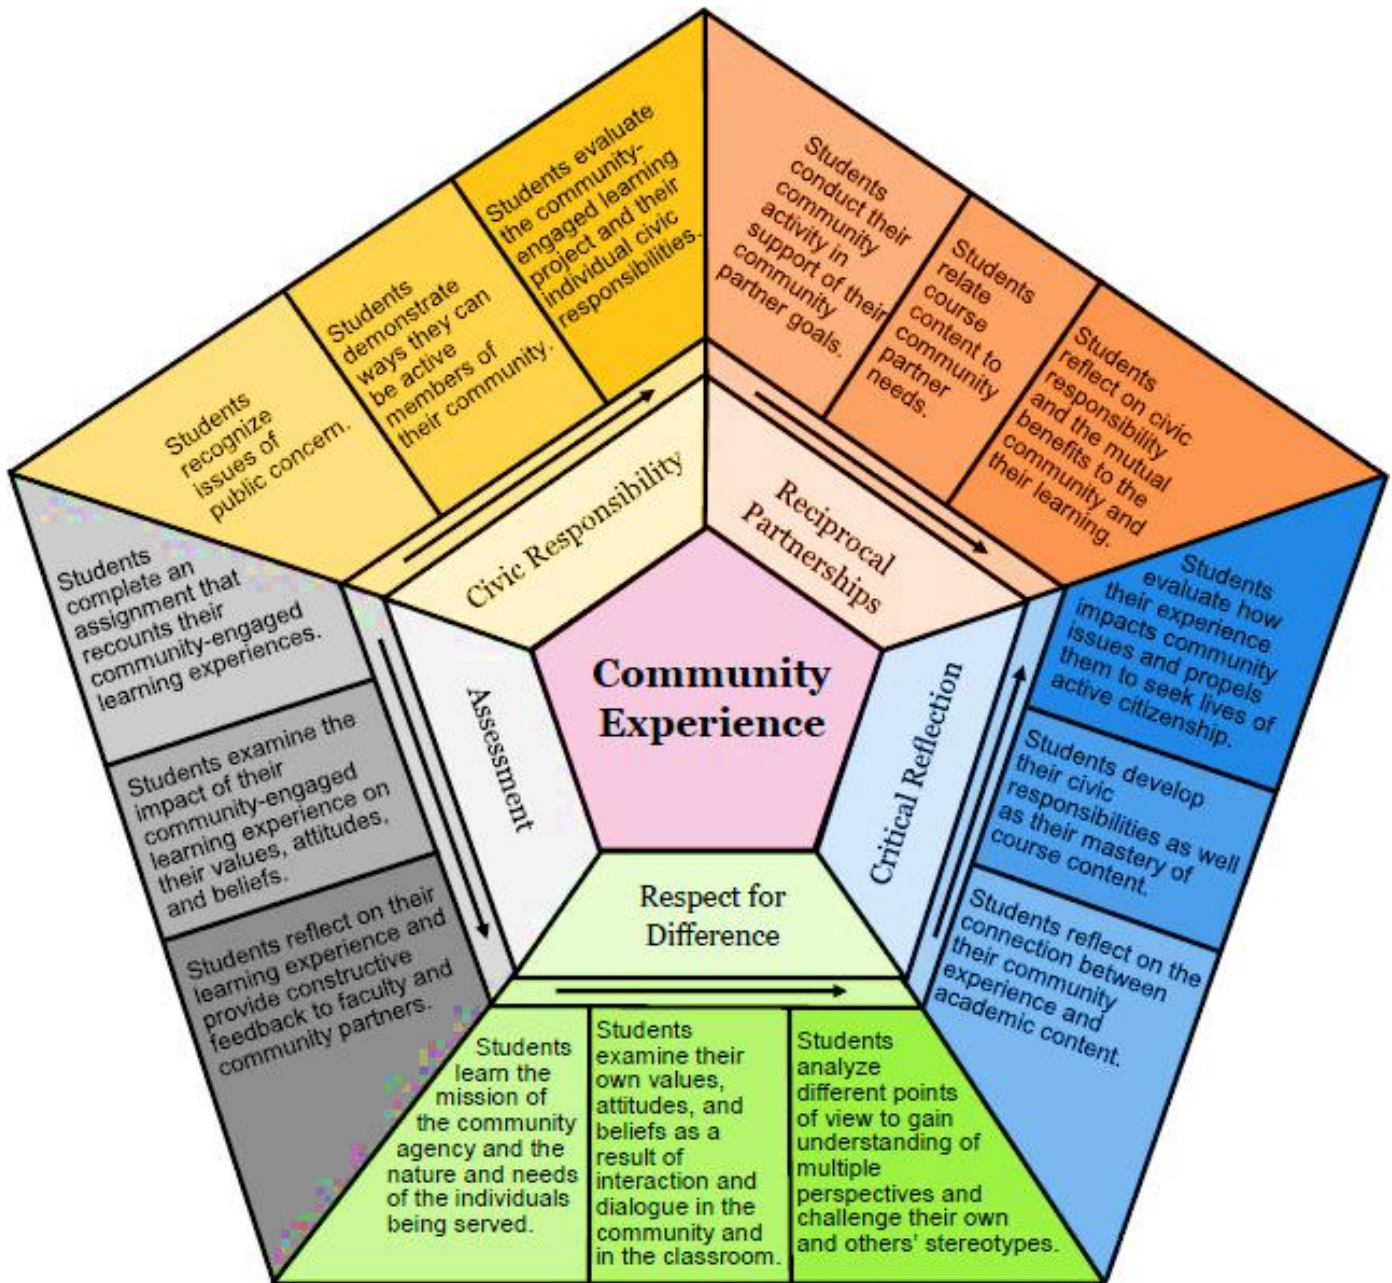 Community
Experience
Civic Responsibility
Students
recognize
issues of
public concern.
Students
demonstrate
ways they can
be active
members of
their community.
Students evaluate
the community-
engaged learning
project and their
individual civic
responsibilities.
Reciprocal
Partnerships
Students
conduct their
community
activity in
support of their
community
partner goals.
Students
relate
course
content to
community
partner
needs.
Students
reflect on civic
responsibility
and the mutual
benefits to the
community and
their learning.
Critical Reflection
Students
evaluate how
their experience
impacts community
issues and propels
them to seek lives of
active citizenship.
Students develop
their civic
responsibilities as well
as their mastery of
course content.
Students reflect on the
connection between
their community
experience and
academic content.
Respect for
Difference
Students
learn the
mission of
the community
agency and the
nature and needs
of the individuals
being served.
Students
examine their
own values,
attitudes, and
beliefs as a
result of
interaction and
dialogue in the
community and
in the classroom.
Students
analyze
different points
of view to gain
understanding of
multiple
perspectives and
challenge their own
and others' stereotypes.
Assessment
Students
complete an
assignment that
recounts their
community-engaged
learning experiences.
Students examine the
impact of their
community-engaged
learning experience on
their values, attitudes,
and beliefs.
Students reflect on their
learning experience and
provide constructive
feedback to faculty and
community partners.